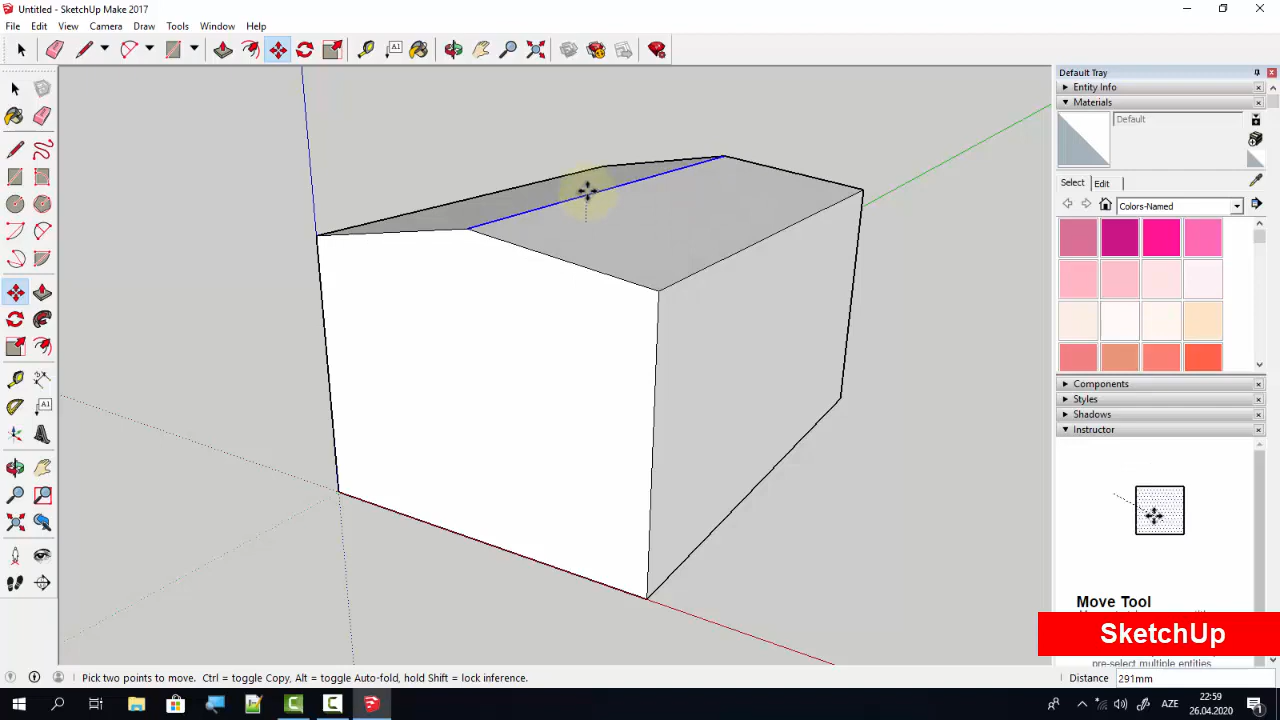 Untitled - SketchUp Make 2017
File Edit View Camera Draw Tools Window Help
A1
Default Tray
Entity Info
Materials
Default
Select Edit
Colors-Named
A1
Components
Styles
Shadows
Instructor
Move Tool
SketchUp
pre-select multiple entities
Pick two points to move. Ctrl = toggle Copy, Alt = toggle Auto-fold, hold Shift = lock inference.
Distance 291mm
AZE
22:59
26.04.2020
1